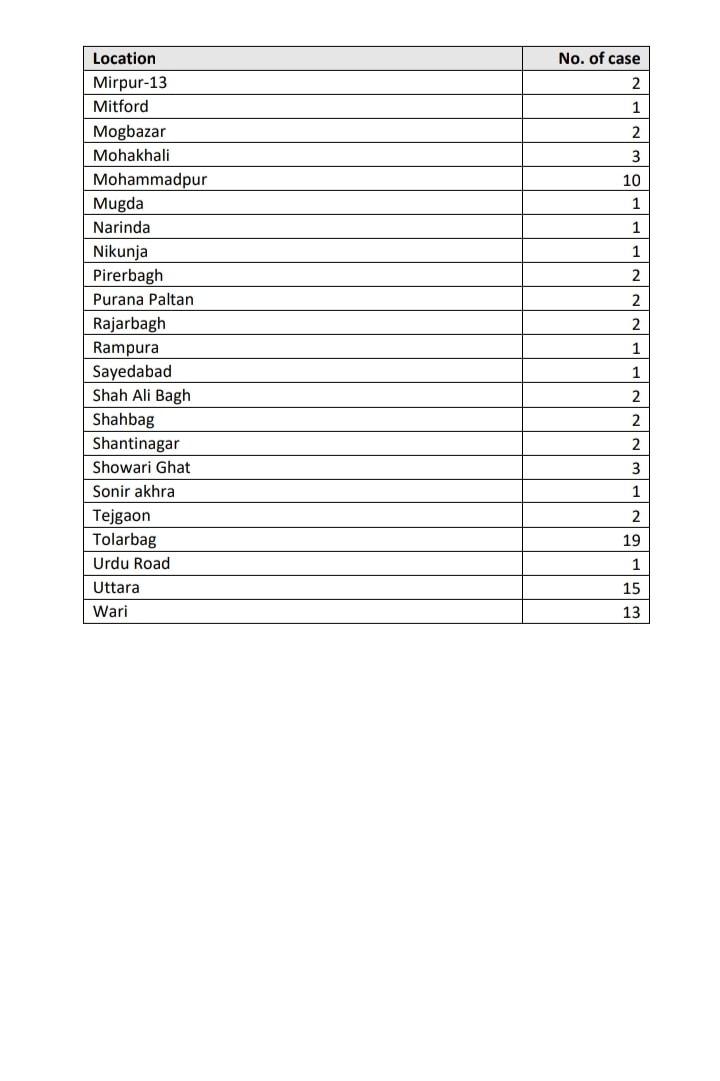 Location No. of case
Mirpur-13 2
Mitford 1
Mogbazar 2
Mohakhali 3
Mohammadpur 10
Mugda 1
Narinda 1
Nikunja 1
Pirerbagh 2
Purana Paltan 2
Rajarbagh 2
Rampura 1
Sayedabad 1
Shah Ali Bagh 2
Shahbag 2
Shantinagar 2
Showari Ghat 3
Sonir akhra 1
Tejgaon 2
Tolarbag 19
Urdu Road 1
Uttara 15
Wari 13